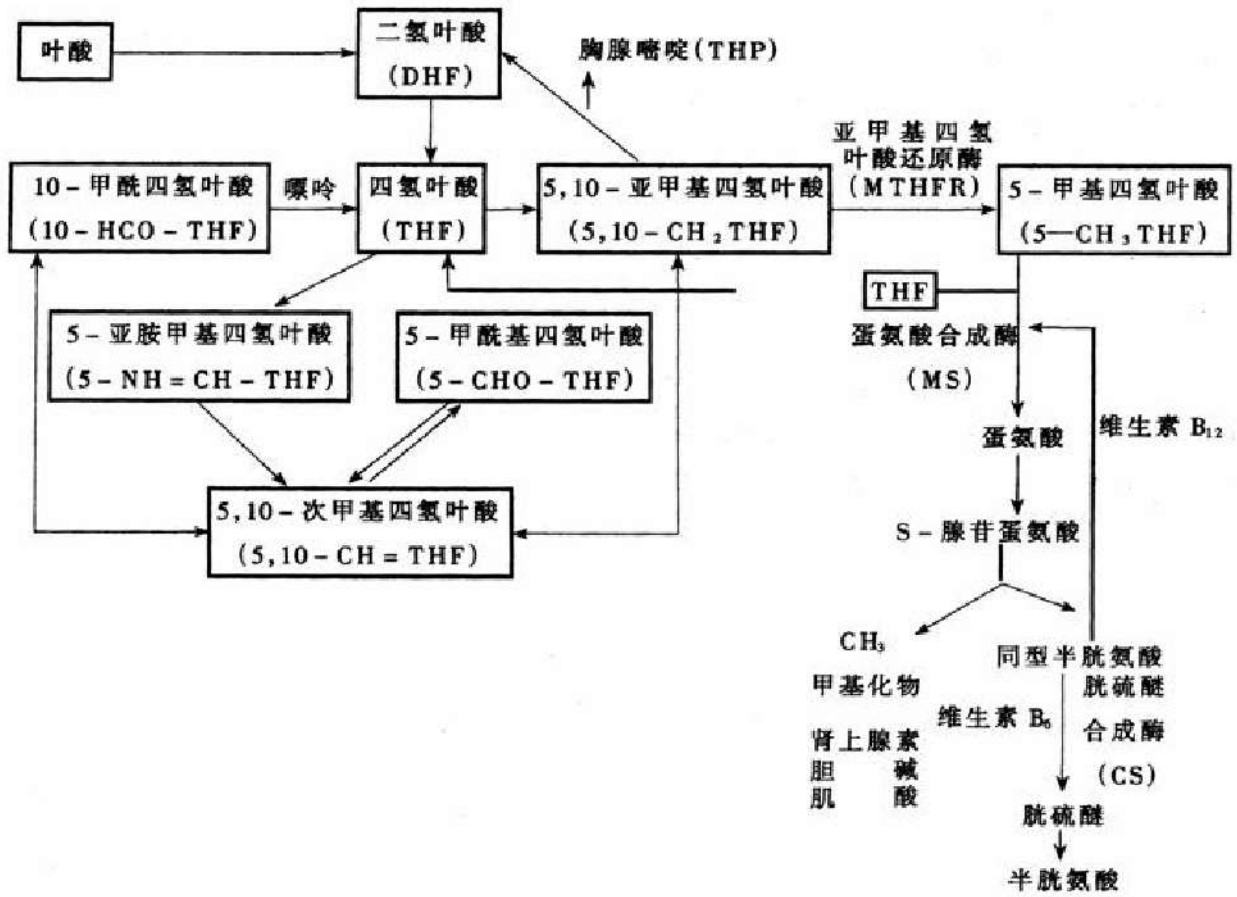 叶酸
二氢叶酸
(DHF)
胸腺嘧啶(THP)
10-甲酰四氢叶酸
(10-HCO-THF)
嘌呤
四氢叶酸
(THF)
5,10-亚甲基四氢叶酸
(5,10-CH₂THF)
亚甲基四氢
叶酸还原酶
(MTHFR)
5-甲基四氢叶酸
(5—CH₃THF)
THF
5-亚胺甲基四氢叶酸
(5-NH=CH-THF)
5-甲酰基四氢叶酸
(5-CHO-THF)
蛋氨酸合成酶
(MS)
蛋氨酸
维生素 B₁₂
5,10-次甲基四氢叶酸
(5,10-CH=THF)
S-腺苷蛋氨酸
CH₃
甲基化物
肾上腺素
胆 碱
肌 酸
同型半胱氨酸
维生素 B₆
胱硫醚
合成酶
(CS)
胱硫醚
半胱氨酸